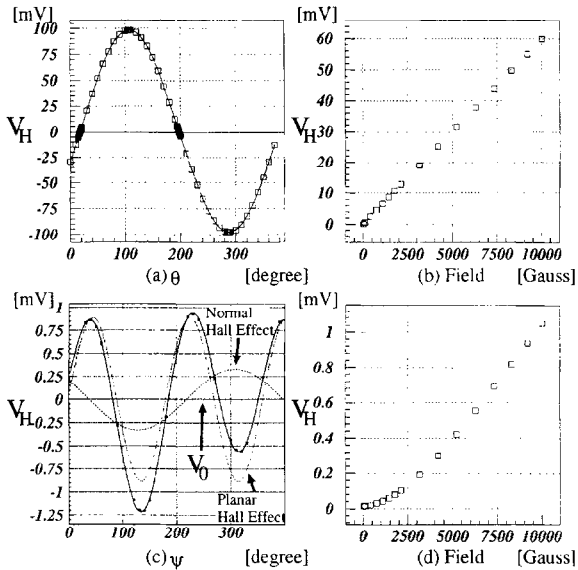 [mV]
100
75
50
25
0
-25
-50
-75
-100
V_H
0 100 200 300
(a) θ [degree]
[mV]
60
50
40
30
20
10
0
V_H
2500 5000 7500 10000
(b) Field [Gauss]
[mV]
1
0.75
0.5
0.25
0
-0.25
-0.5
-0.75
-1
-1.25
V_H
Normal
Hall Effect
V_0
Planar
Hall Effect
0 100 200 300
(c) ψ [degree]
[mV]
1
0.8
0.6
0.4
0.2
0
V_H
2500 5000 7500 10000
(d) Field [Gauss]